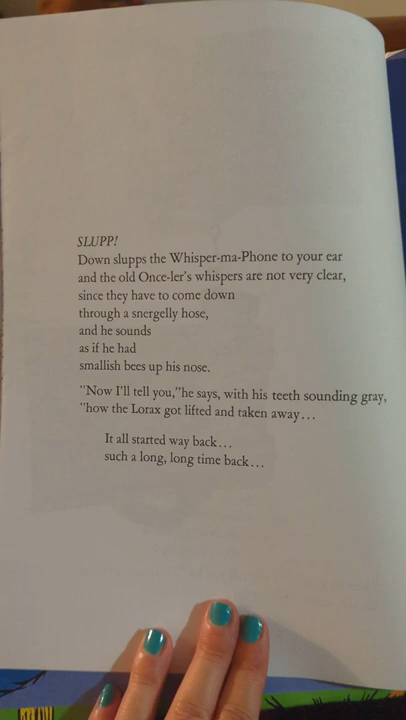 SLUPP!
Down slupps the Whisper-ma-Phone to your ear
and the old Once-ler's whispers are not very clear,
since they have to come down
through a snergelly hose,
and he sounds
as if he had
smallish bees up his nose.
"Now I'll tell you,"he says, with his teeth sounding gray,
"how the Lorax got lifted and taken away...
It all started way back...
such a long, long time back...